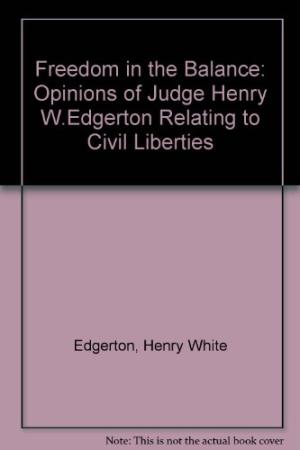 Freedom in the Balance:
Opinions of Judge Henry
W.Edgerton Relating to
Civil Liberties
Edgerton, Henry White
Note: This is not the actual book cover